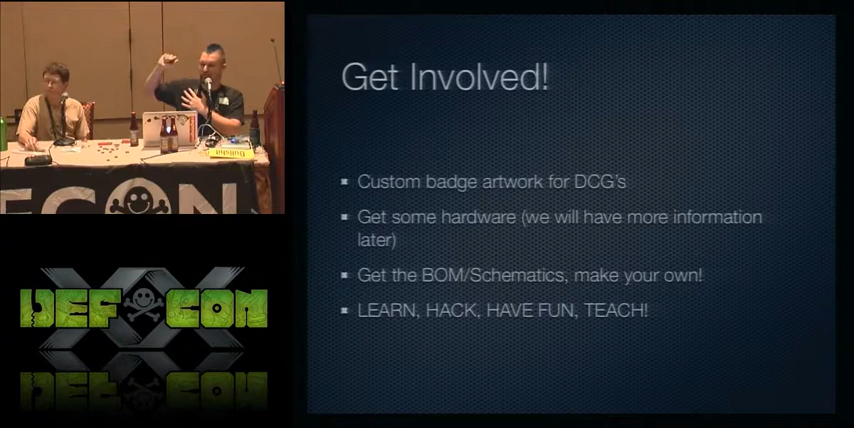 Get Involved!
Custom badge artwork for DCG's
Get some hardware (we will have more information
later)
Get the BOM/Schematics, make your own!
LEARN, HACK, HAVE FUN, TEACH!
DEF CON
XX